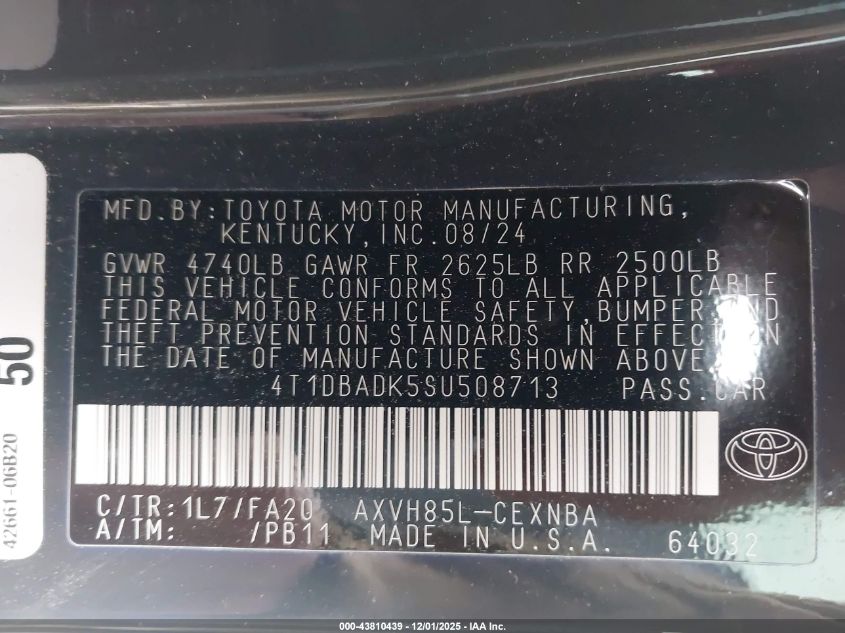 MFD.BY:TOYOTA MOTOR MANUFACTURING,
KENTUCKY,INC.08/24
GVWR 4740LB GAWR FR 2625LB RR 2500LB
THIS VEHICLE CONFORMS TO ALL APPLICABLE
FEDERAL MOTOR VEHICLE SAFETY,BUMPER,AND
THEFT PREVENTION STANDARDS IN EFFECT ON
THE DATE OF MANUFACTURE SHOWN ABOVE.
4T1DBADK5SU508713 PASS.CAR
C/TR:1L7/FA20 AXVH85L-CEXNBA
A/TM: /PB11 MADE IN U.S.A. 64032
50
42661-06B20
000-43810439 - 12/01/2025 - IAA Inc.